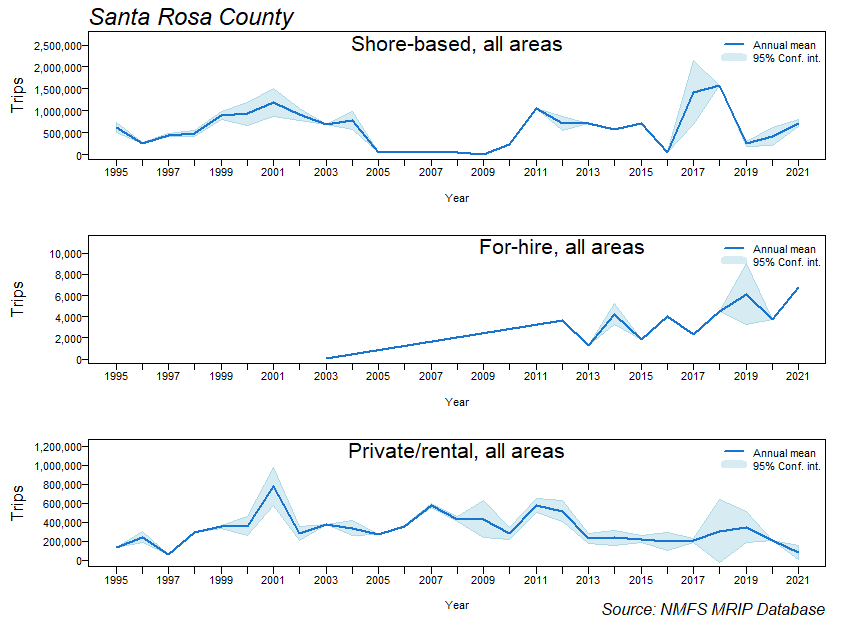 Santa Rosa County
Shore-based, all areas
Annual mean
95% Conf. int.
Trips
2,500,000
2,000,000
1,500,000
1,000,000
500,000
0
1995 1997 1999 2001 2003 2005 2007 2009 2011 2013 2015 2017 2019 2021
Year
For-hire, all areas
Annual mean
95% Conf. int.
Trips
10,000
8,000
6,000
4,000
2,000
0
1995 1997 1999 2001 2003 2005 2007 2009 2011 2013 2015 2017 2019 2021
Year
Private/rental, all areas
Annual mean
95% Conf. int.
Trips
1,200,000
1,000,000
800,000
600,000
400,000
200,000
0
1995 1997 1999 2001 2003 2005 2007 2009 2011 2013 2015 2017 2019 2021
Year
Source: NMFS MRIP Database